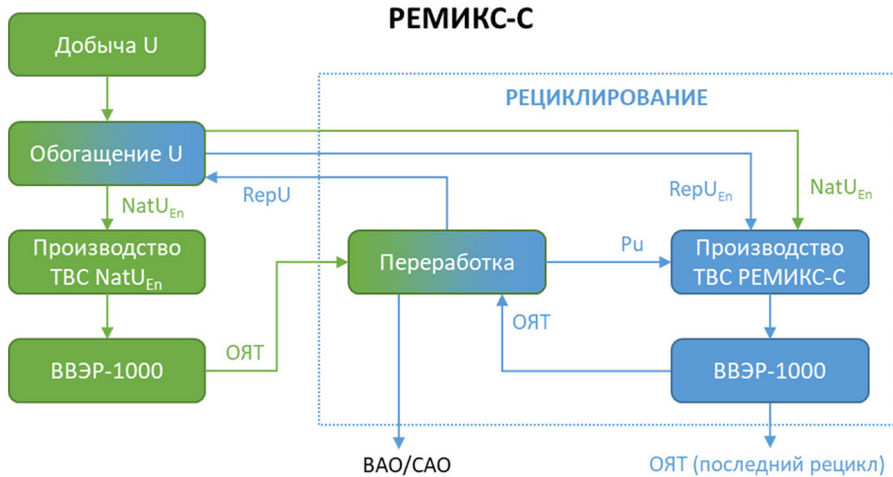 РЕМИКС-С
Добыча U
РЕЦИКЛИРОВАНИЕ
Обогащение U
RepU
RepU_En
NatU_En
NatU_En
Производство
ТВС NatU_En
Переработка
Pu
Производство
ТВС РЕМИКС-С
ОЯТ
ОЯТ
ВВЭР-1000
ВВЭР-1000
ВАО/САО
ОЯТ (последний рецикл)